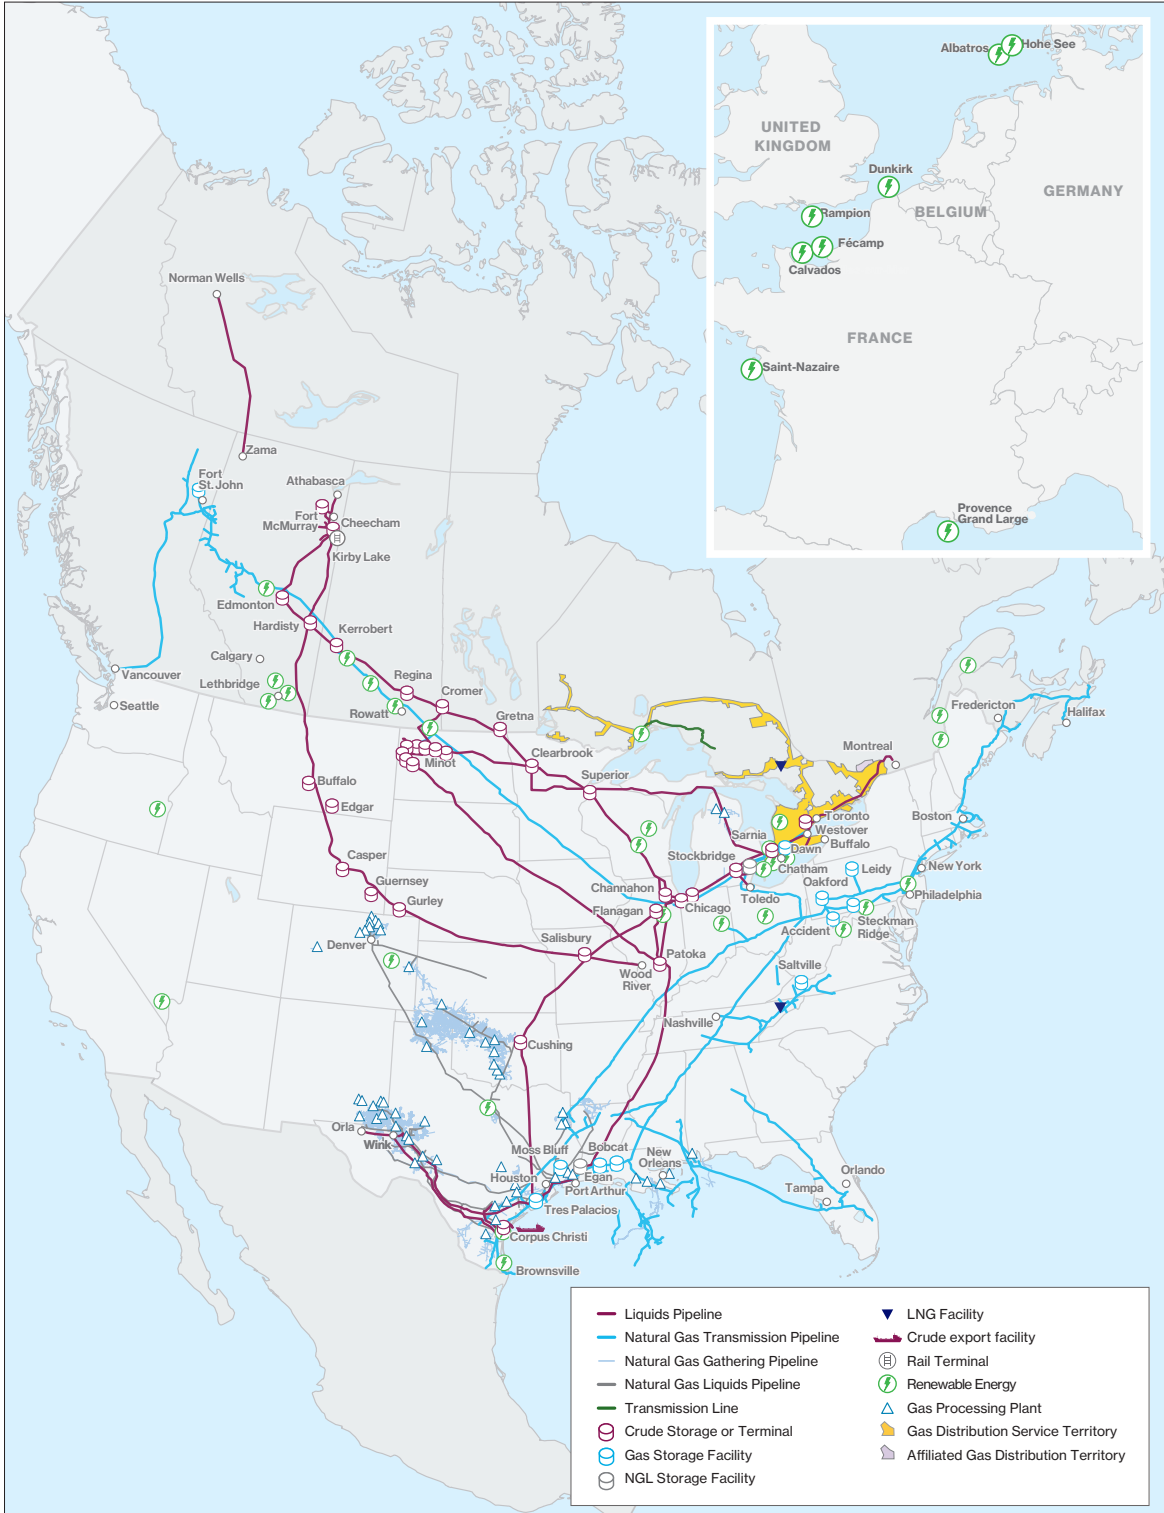 Albatros
Hohe See
UNITED
KINGDOM
Dunkirk
GERMANY
BELGIUM
Rampion
Fécamp
Calvados
FRANCE
Saint-Nazaire
Provence
Grand Large
Norman Wells
Zama
Fort
St. John
Athabasca
Fort
McMurray
Cheecham
Kirby Lake
Edmonton
Hardisty
Kerrobert
Calgary
Vancouver
Lethbridge
Seattle
Regina
Cromer
Rowatt
Gretna
Fredericton
Halifax
Minot
Clearbrook
Montreal
Superior
Buffalo
Edgar
Toronto
Boston
Sarnia
Westover
Buffalo
Dawn
Stockbridge
Chatham
Casper
New York
Leidy
Guernsey
Channahon
Oakford
Toledo
Philadelphia
Gurley
Flanagan
Chicago
Steckman
Ridge
Accident
Salisbury
Denver
Patoka
Wood
River
Saltville
Nashville
Cushing
Orla
Wink
Moss Bluff
Bobcat
New
Orleans
Houston
Egan
Port Arthur
Orlando
Tampa
Tres Palacios
Corpus Christi
Brownsville
Liquids Pipeline
Natural Gas Transmission Pipeline
Natural Gas Gathering Pipeline
Natural Gas Liquids Pipeline
Transmission Line
Crude Storage or Terminal
Gas Storage Facility
NGL Storage Facility
LNG Facility
Crude export facility
Rail Terminal
Renewable Energy
Gas Processing Plant
Gas Distribution Service Territory
Affiliated Gas Distribution Territory